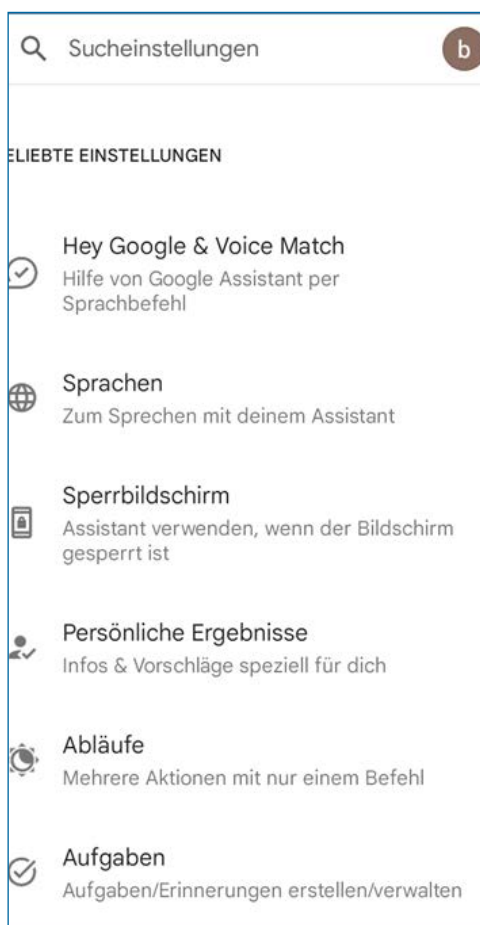 Sucheinstellungen
b
ELIEBTE EINSTELLUNGEN
Hey Google & Voice Match
Hilfe von Google Assistant per
Sprachbefehl
Sprachen
Zum Sprechen mit deinem Assistant
Sperrbildschirm
Assistant verwenden, wenn der Bildschirm
gesperrt ist
Persönliche Ergebnisse
Infos & Vorschläge speziell für dich
Abläufe
Mehrere Aktionen mit nur einem Befehl
Aufgaben
Aufgaben/Erinnerungen erstellen/verwalten